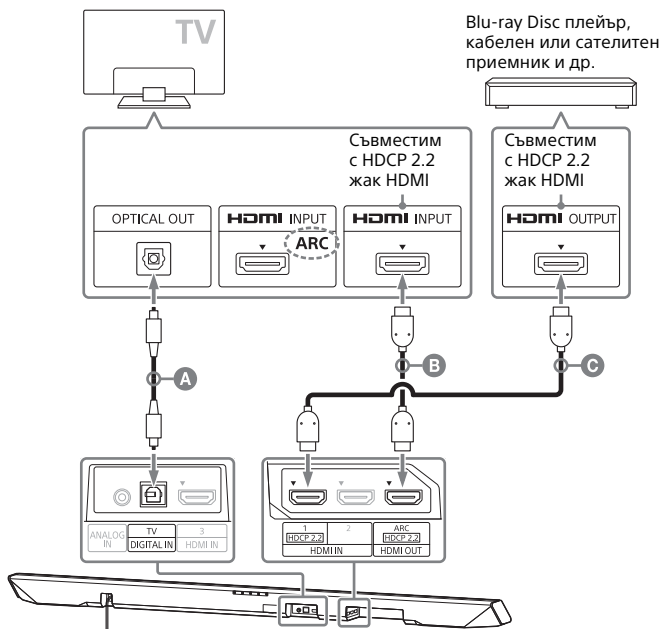 TV
Blu-ray Disc плейър,
кабелен или сателитен
приемник и др.
Съвместим
с HDCP 2.2
жак HDMI
Съвместим
с HDCP 2.2
жак HDMI
OPTICAL OUT
HDMI INPUT
ARC
HDMI INPUT
HDMI OUTPUT
A
B
C
ANALOG
IN
TV
DIGITAL IN
3
HDMI IN
1
HDCP 2.2
2
HDMI IN
ARC
HDCP 2.2
HDMI OUT